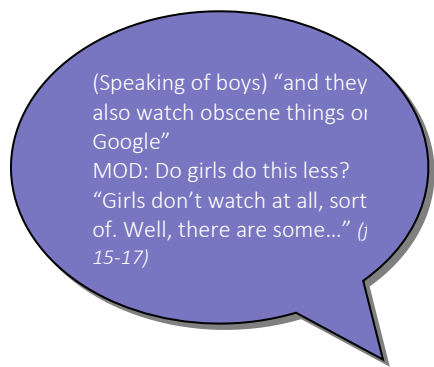 (Speaking of boys) “and they
also watch obscene things on
Google”
MOD: Do girls do this less?
“Girls don’t watch at all, sort
of. Well, there are some…” (f
15-17)